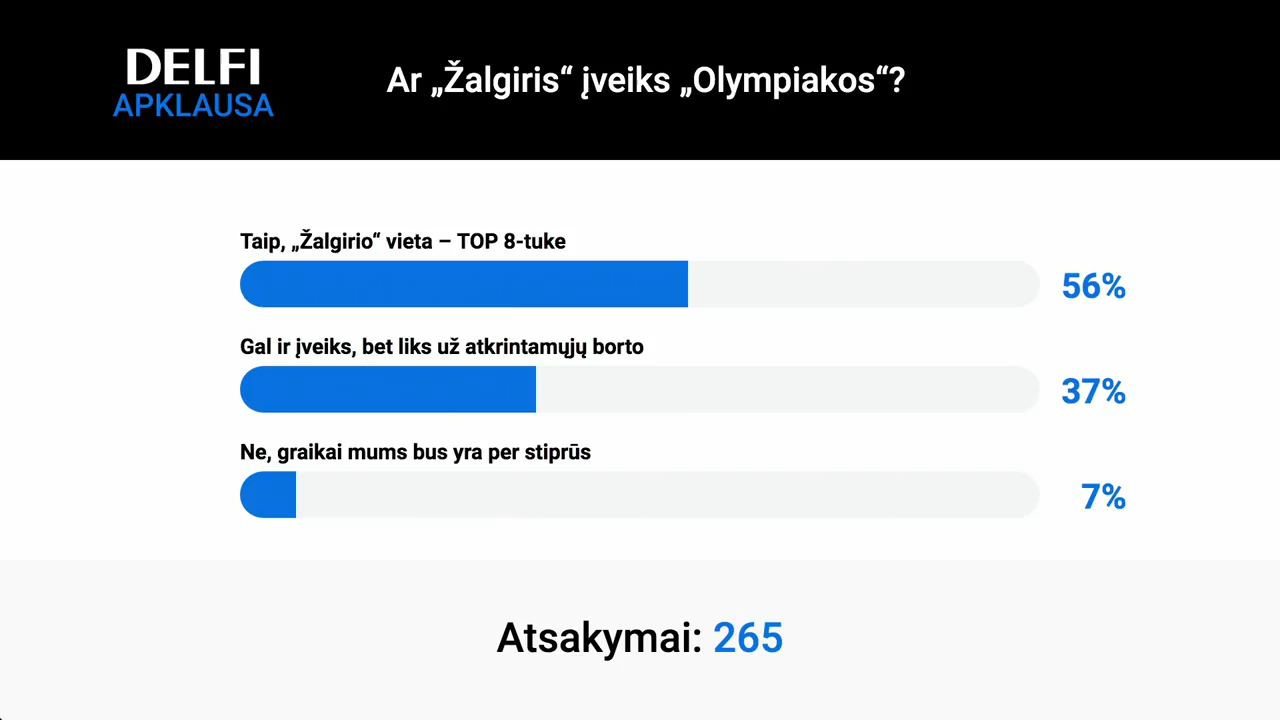 DELFI
APKLAUSA
Ar „Žalgiris“ įveiks „Olympiakos“?
Taip, „Žalgirio“ vieta – TOP 8-tuke
56%
Gal ir įveiks, bet liks už atkrintamųjų borto
37%
Ne, graikai mums bus yra per stiprūs
7%
Atsakymai: 265